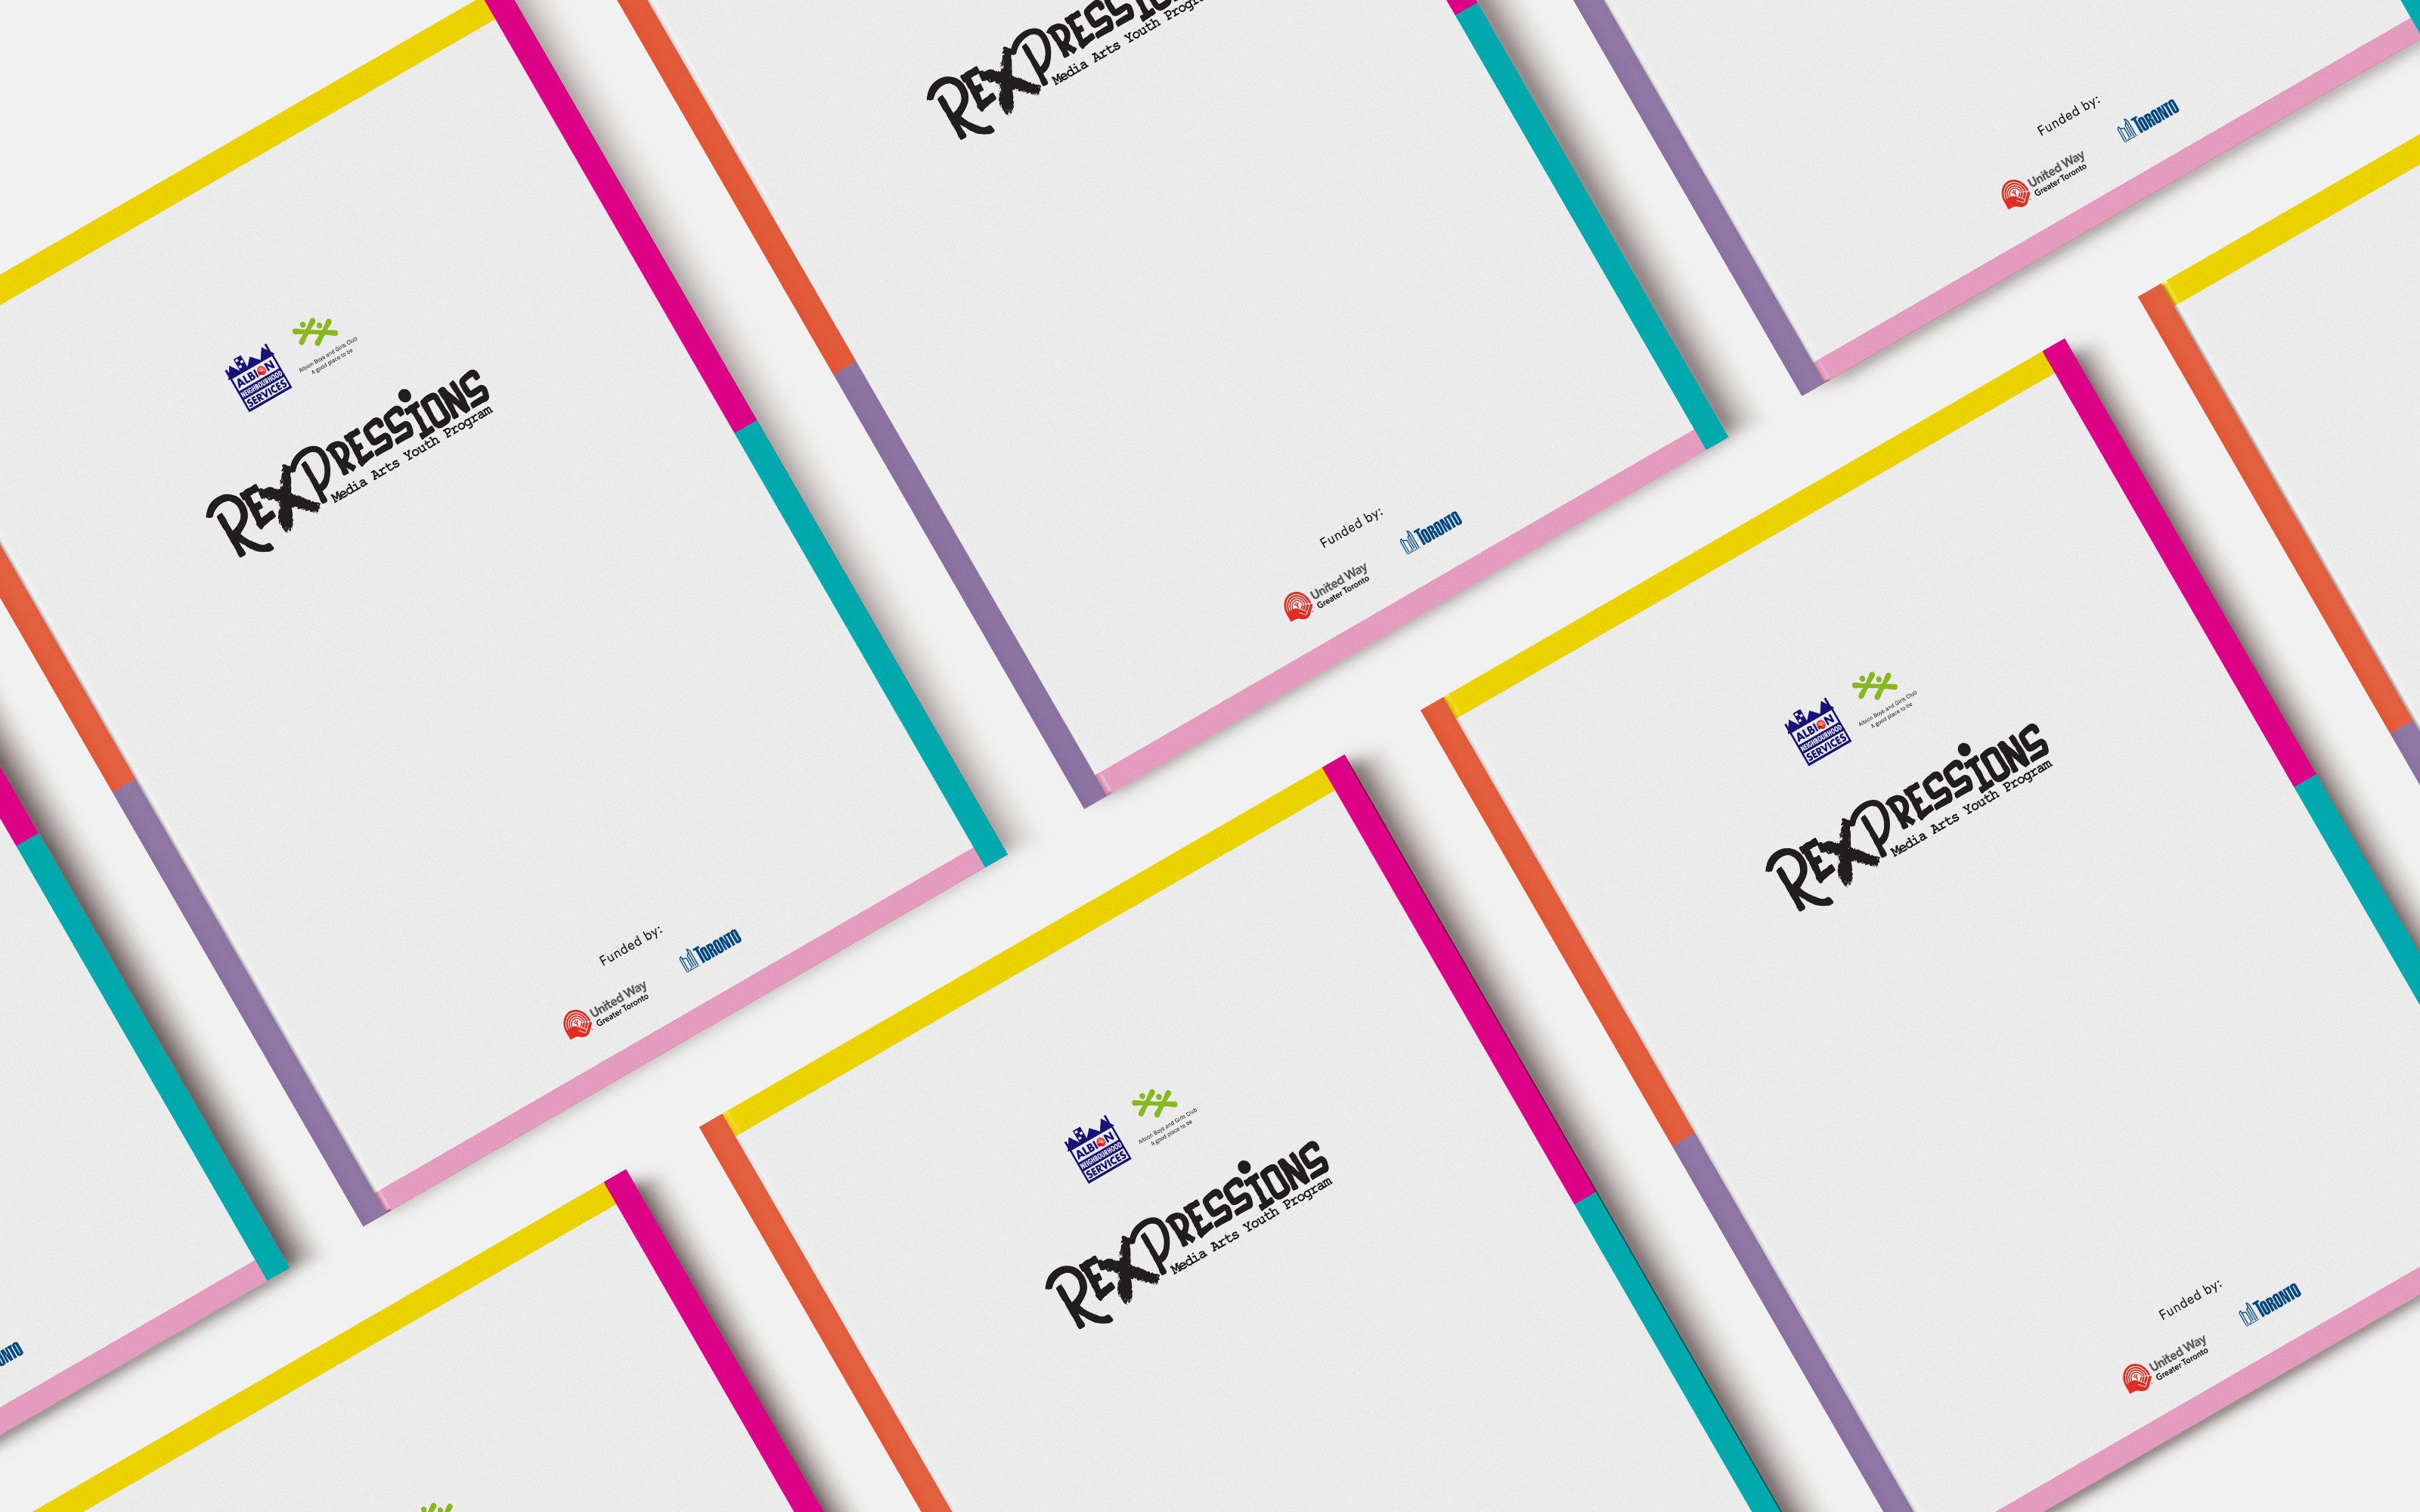 REXPRESSIONS
Media Arts Youth Progr
Funded by:
TORONTO
United Way
Greater Toronto
ALBION
NEIGHBOURHOOD
SERVICES
Albion Boys and Girls Club
A good place to be
REXPRESSIONS
Media Arts Youth Program
Funded by:
TORONTO
United Way
Greater Toronto
ALBION
NEIGHBOURHOOD
SERVICES
Albion Boys and Girls Club
A good place to be
REXPRESSIONS
Media Arts Youth Program
Funded by:
TORONTO
United Way
Greater Toronto
ALBION
NEIGHBOURHOOD
SERVICES
Albion Boys and Girls Club
A good place to be
REXPRESSIONS
Media Arts Youth Program
Funded by:
TORONTO
United Way
Greater Toronto
ONTO